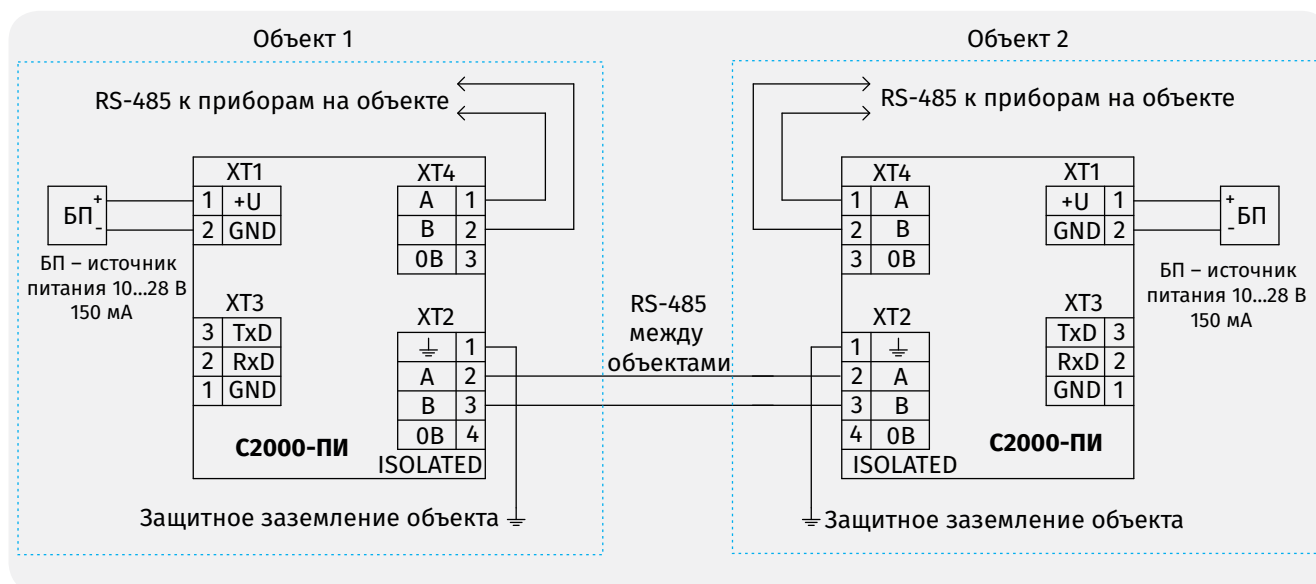 Объект 1
RS-485 к приборам на объекте
XT1
1 +U
2 GND
БП + -
БП – источник
питания 10...28 В
150 мА
XT4
A 1
B 2
0В 3
XT3
3 TxD
2 RxD
1 GND
XT2
⏚ 1
A 2
B 3
0В 4
С2000-ПИ
ISOLATED
Защитное заземление объекта
RS-485
между
объектами
Объект 2
RS-485 к приборам на объекте
XT4
1 A
2 B
3 0В
XT1
+U 1
GND 2
+ - БП
БП – источник
питания 10...28 В
150 мА
XT2
1 ⏚
2 A
3 B
4 0В
XT3
TxD 3
RxD 2
GND 1
С2000-ПИ
ISOLATED
Защитное заземление объекта